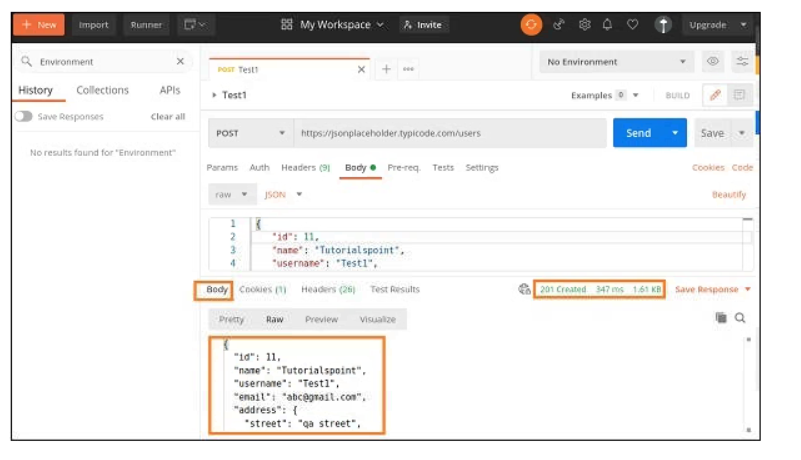 + New Import Runner My Workspace Invite Upgrade
Environment
POST Test1
No Environment
History Collections APIs
Test1 Examples 0 BUILD
Save Responses Clear all
POST https://jsonplaceholder.typicode.com/users Send Save
No results found for "Environment"
Params Auth Headers (9) Body Pre-req. Tests Settings Cookies Code
raw JSON Beautify
1 {
2 "id": 11,
3 "name": "Tutorialspoint",
4 "username": "Test1",
Body Cookies (1) Headers (26) Test Results 201 Created 347 ms 1.61 KB Save Response
Pretty Raw Preview Visualize
{
"id": 11,
"name": "Tutorialspoint",
"username": "Test1",
"email": "abc@gmail.com",
"address": {
"street": "qa street",